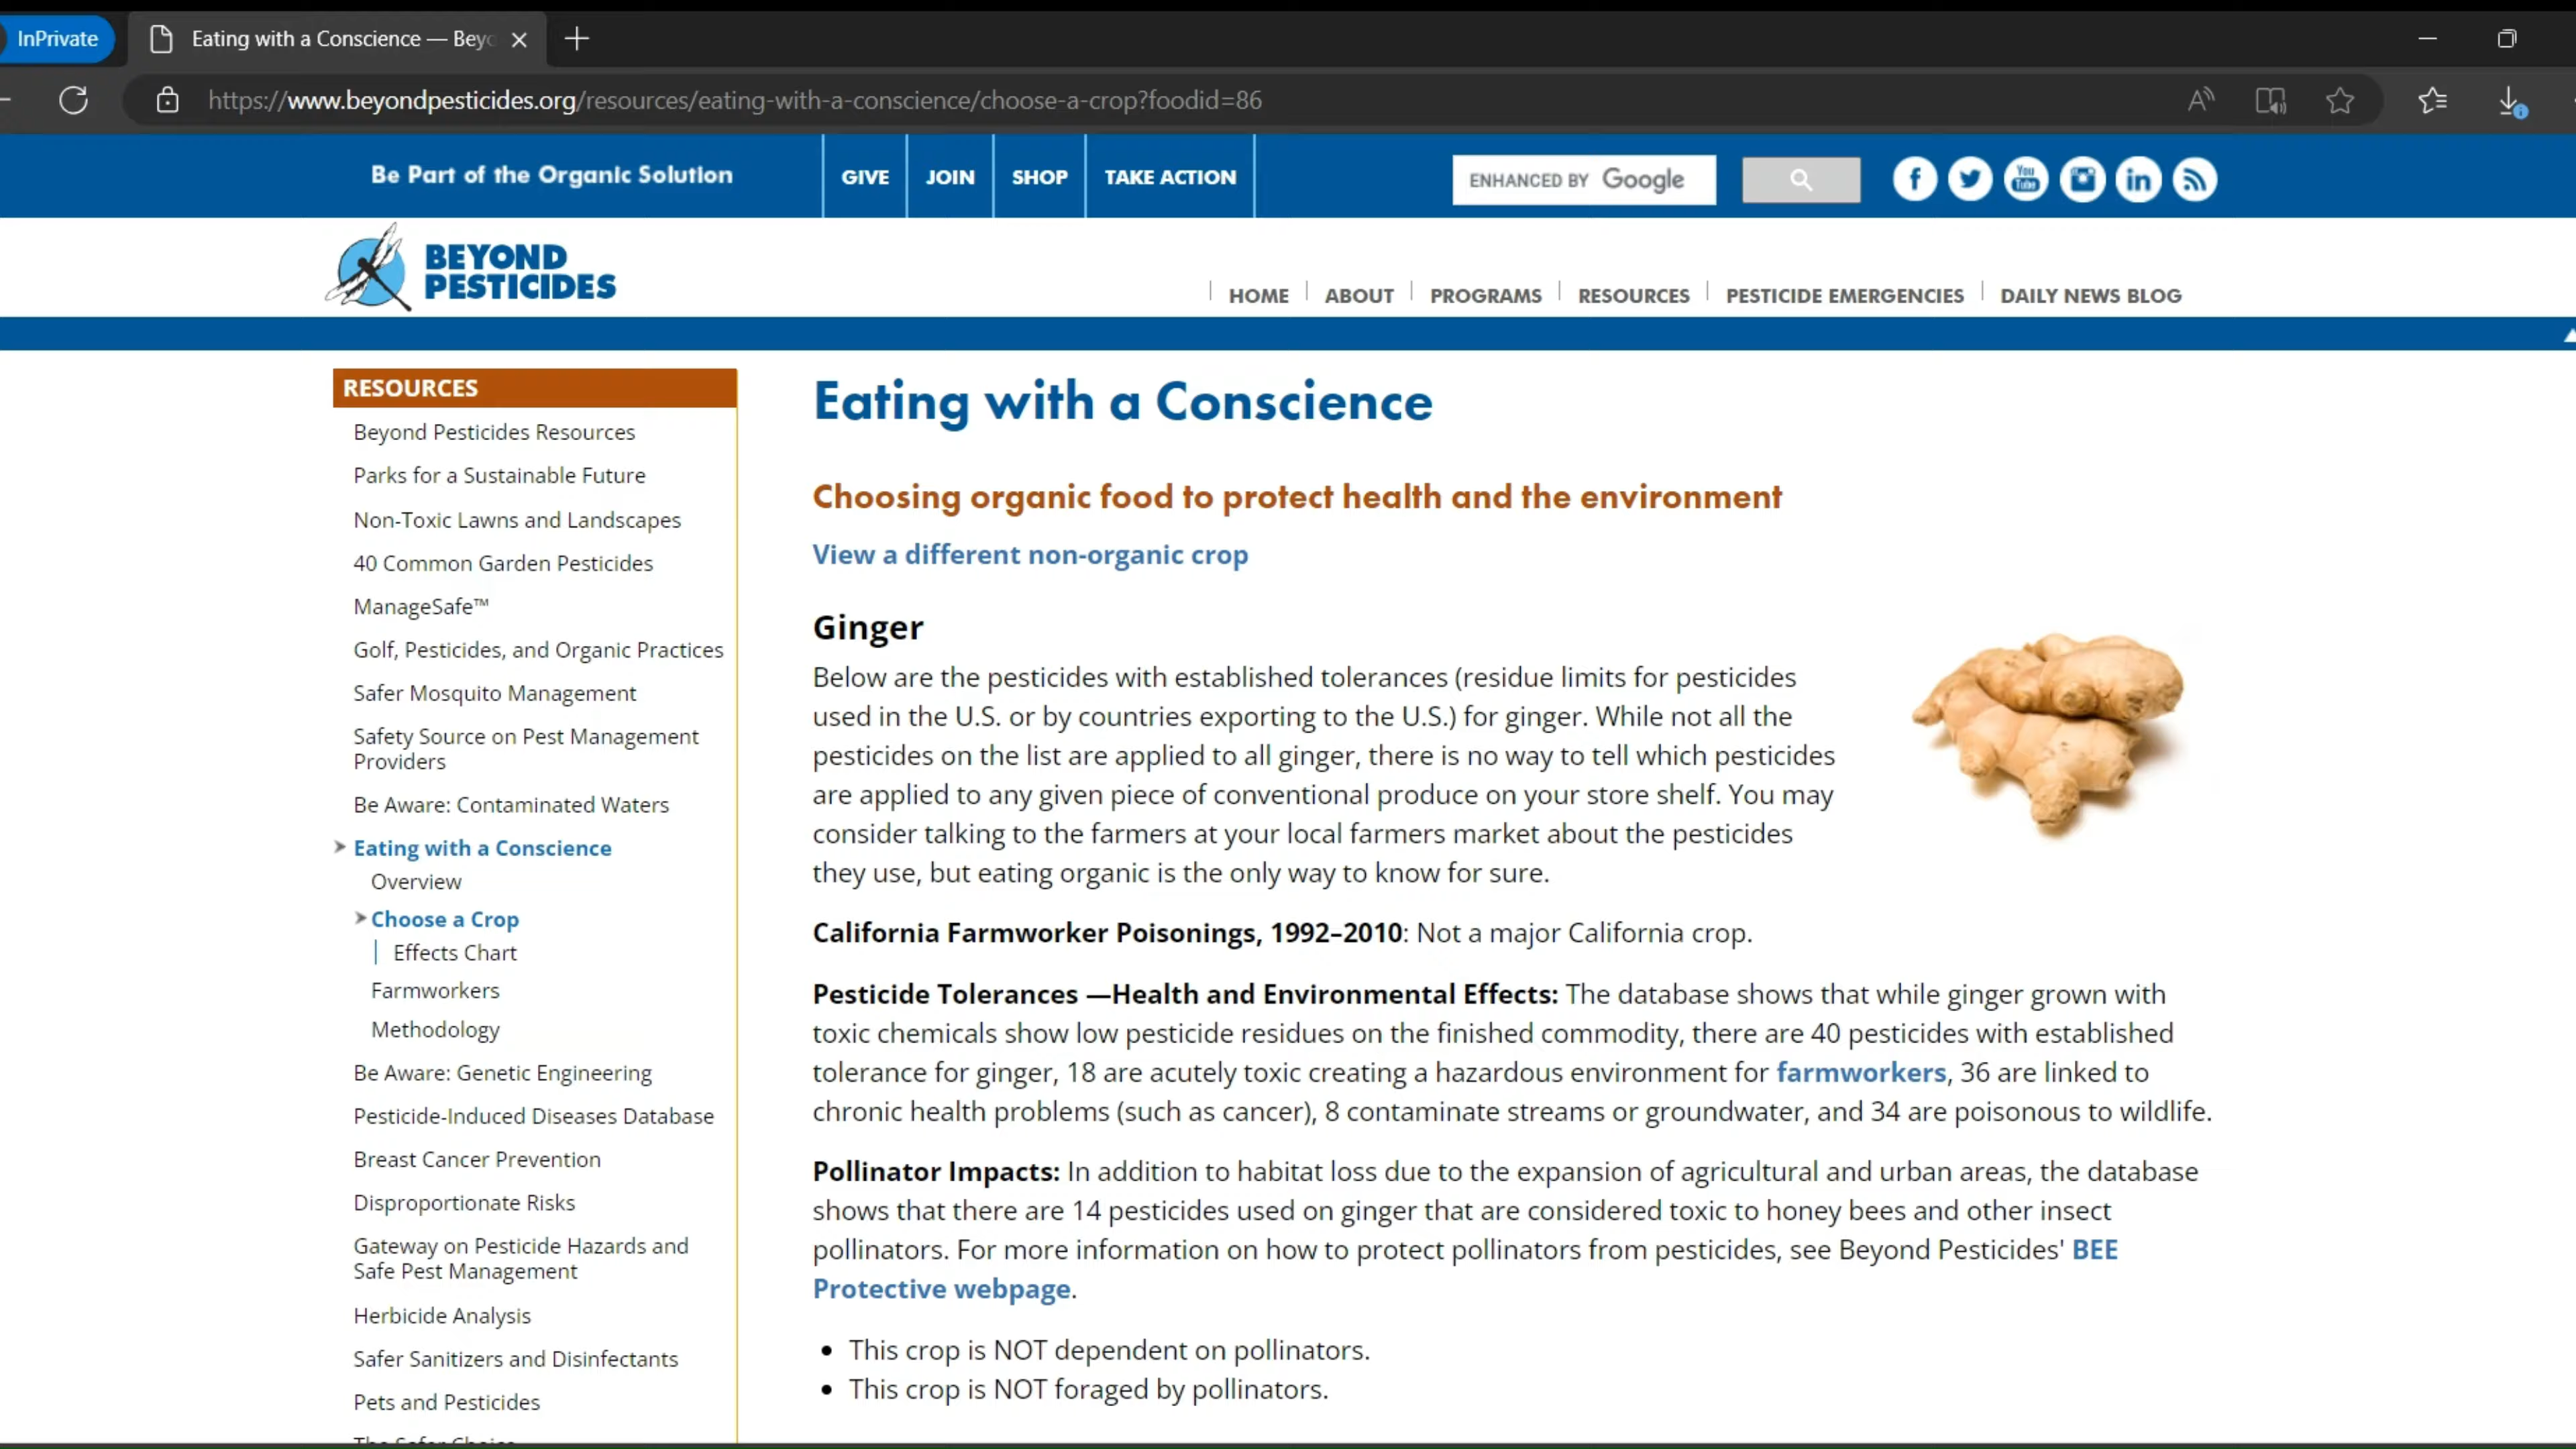 InPrivate
Eating with a Conscience — Beyo
https://www.beyondpesticides.org/resources/eating-with-a-conscience/choose-a-crop?foodid=86
Be Part of the Organic Solution
GIVE
JOIN
SHOP
TAKE ACTION
ENHANCED BY Google
You Tube
BEYOND
PESTICIDES
HOME
ABOUT
PROGRAMS
RESOURCES
PESTICIDE EMERGENCIES
DAILY NEWS BLOG
RESOURCES
Beyond Pesticides Resources
Parks for a Sustainable Future
Non-Toxic Lawns and Landscapes
40 Common Garden Pesticides
ManageSafe™
Golf, Pesticides, and Organic Practices
Safer Mosquito Management
Safety Source on Pest Management
Providers
Be Aware: Contaminated Waters
Eating with a Conscience
Overview
Choose a Crop
Effects Chart
Farmworkers
Methodology
Be Aware: Genetic Engineering
Pesticide-Induced Diseases Database
Breast Cancer Prevention
Disproportionate Risks
Gateway on Pesticide Hazards and
Safe Pest Management
Herbicide Analysis
Safer Sanitizers and Disinfectants
Pets and Pesticides
Eating with a Conscience
Choosing organic food to protect health and the environment
View a different non-organic crop
Ginger
Below are the pesticides with established tolerances (residue limits for pesticides
used in the U.S. or by countries exporting to the U.S.) for ginger. While not all the
pesticides on the list are applied to all ginger, there is no way to tell which pesticides
are applied to any given piece of conventional produce on your store shelf. You may
consider talking to the farmers at your local farmers market about the pesticides
they use, but eating organic is the only way to know for sure.
California Farmworker Poisonings, 1992–2010: Not a major California crop.
Pesticide Tolerances —Health and Environmental Effects: The database shows that while ginger grown with
toxic chemicals show low pesticide residues on the finished commodity, there are 40 pesticides with established
tolerance for ginger, 18 are acutely toxic creating a hazardous environment for farmworkers, 36 are linked to
chronic health problems (such as cancer), 8 contaminate streams or groundwater, and 34 are poisonous to wildlife.
Pollinator Impacts: In addition to habitat loss due to the expansion of agricultural and urban areas, the database
shows that there are 14 pesticides used on ginger that are considered toxic to honey bees and other insect
pollinators. For more information on how to protect pollinators from pesticides, see Beyond Pesticides' BEE
Protective webpage.
• This crop is NOT dependent on pollinators.
• This crop is NOT foraged by pollinators.